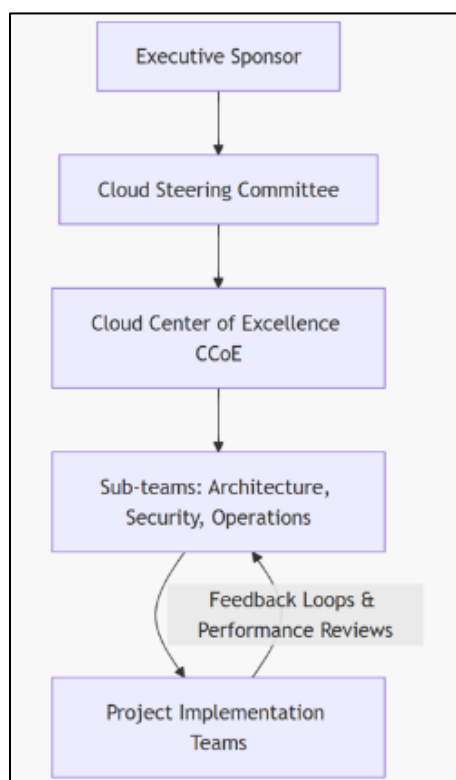 Executive Sponsor
Cloud Steering Committee
Cloud Center of Excellence
CCoE
Sub-teams: Architecture,
Security, Operations
Feedback Loops &
Performance Reviews
Project Implementation
Teams